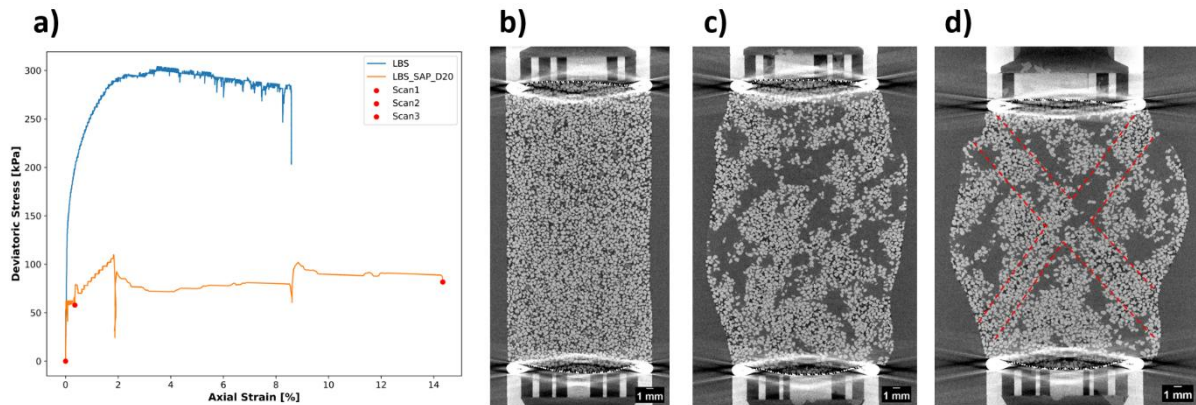 a)
b)
c)
d)
LBS
LBS_SAP_D20
Scan1
Scan2
Scan3
Deviatoric Stress [kPa]
300
250
200
150
100
50
0
0 2 4 6 8 10 12 14
Axial Strain [%]
1 mm
1 mm
1 mm